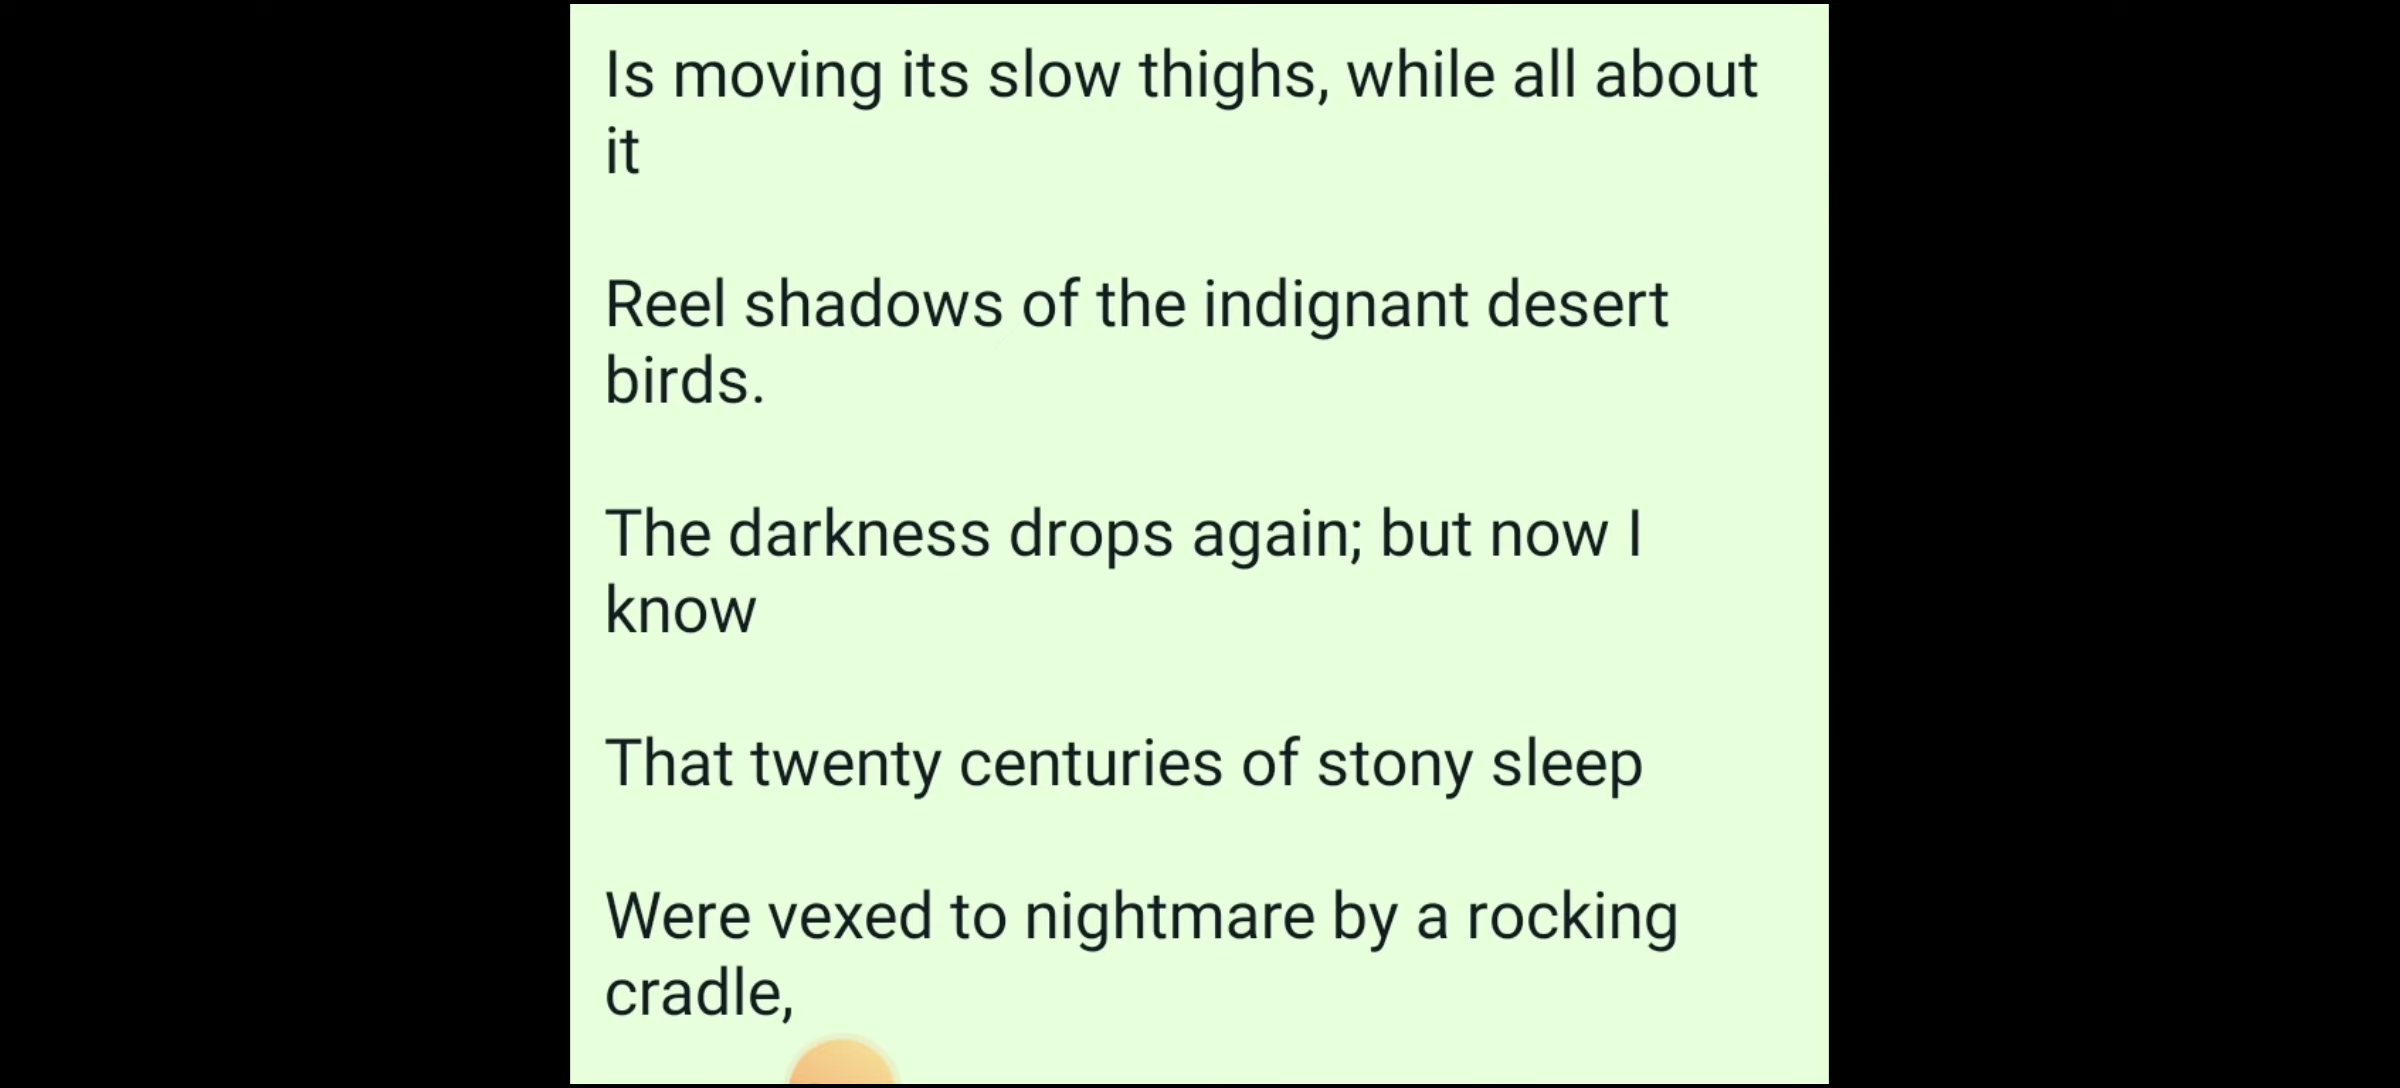 Is moving its slow thighs, while all about
it
Reel shadows of the indignant desert
birds.
The darkness drops again; but now I
know
That twenty centuries of stony sleep
Were vexed to nightmare by a rocking
cradle,